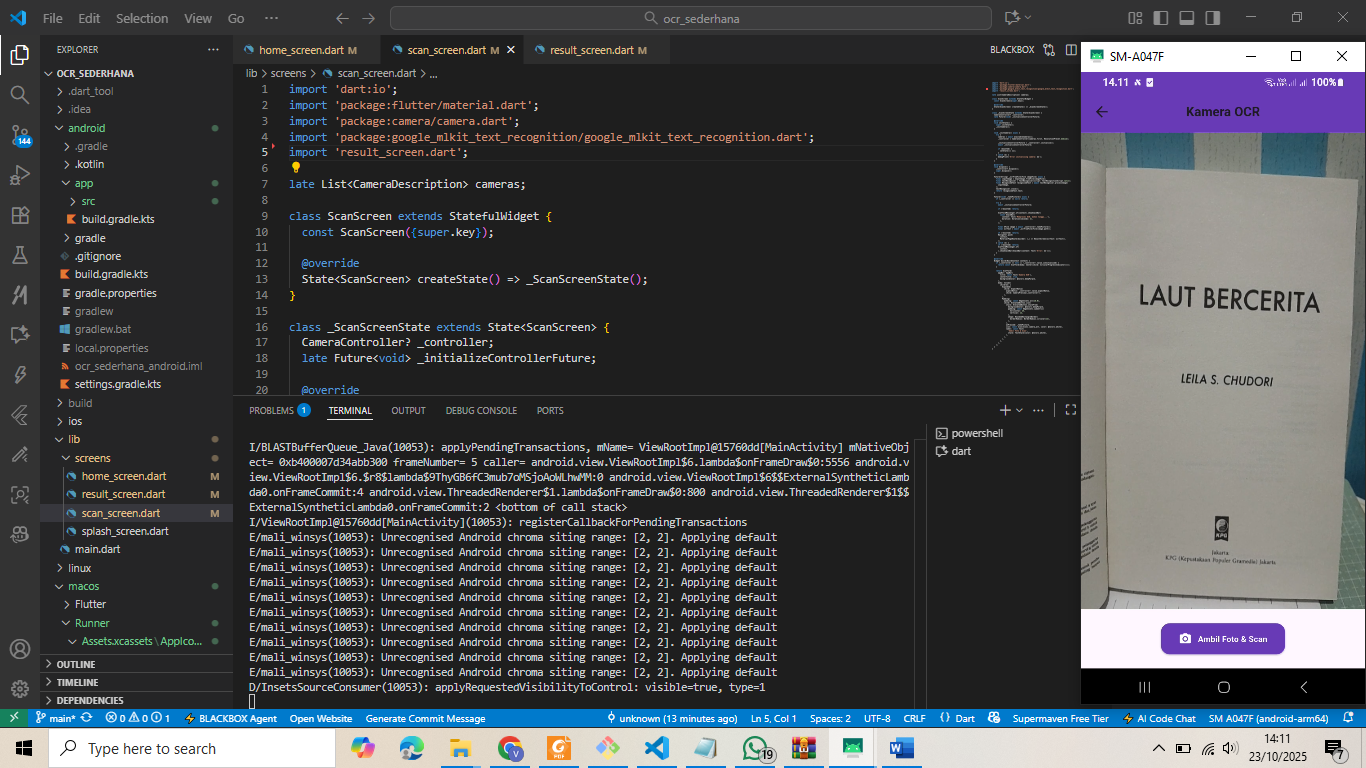 File Edit Selection View Go ···
ocr_sederhana
EXPLORER
OCR_SEDERHANA
.dart_tool
.idea
android
.gradle
.kotlin
app
src
build.gradle.kts
gradle
.gitignore
build.gradle.kts
gradle.properties
gradlew
gradlew.bat
local.properties
ocr_sederhana_android.iml
settings.gradle.kts
build
ios
lib
screens
home_screen.dart M
result_screen.dart M
scan_screen.dart M
splash_screen.dart
main.dart
linux
macos
Flutter
Runner
Assets.xcassets \ AppIco...
OUTLINE
TIMELINE
DEPENDENCIES
144
home_screen.dart M scan_screen.dart M result_screen.dart M
BLACKBOX
lib > screens > scan_screen.dart > ...
1 import 'dart:io';
2 import 'package:flutter/material.dart';
3 import 'package:camera/camera.dart';
4 import 'package:google_mlkit_text_recognition/google_mlkit_text_recognition.dart';
5 import 'result_screen.dart';
6
7 late List<CameraDescription> cameras;
8
9 class ScanScreen extends StatefulWidget {
10 const ScanScreen({super.key});
11
12 @override
13 State<ScanScreen> createState() => _ScanScreenState();
14 }
15
16 class _ScanScreenState extends State<ScanScreen> {
17 CameraController? _controller;
18 late Future<void> _initializeControllerFuture;
19
20 @override
PROBLEMS 1 TERMINAL OUTPUT DEBUG CONSOLE PORTS
I/BLASTBufferQueue_Java(10053): applyPendingTransactions, mName= ViewRootImpl@15760dd[MainActivity] mNativeObj
ect= 0xb400007d34abb300 frameNumber= 5 caller= android.view.ViewRootImpl$6.lambda$onFrameDraw$0:5556 android.v
iew.ViewRootImpl$6.$r8$lambda$9ThyGB6fC3mub7oMSjoAoWLhwMM:0 android.view.ViewRootImpl$6$$ExternalSyntheticLamb
da0.onFrameCommit:4 android.view.ThreadedRenderer$1.lambda$onFrameDraw$0:800 android.view.ThreadedRenderer$1$$
ExternalSyntheticLambda0.onFrameCommit:2 <bottom of call stack>
I/ViewRootImpl@15760dd[MainActivity](10053): registerCallbackForPendingTransactions
E/mali_winsys(10053): Unrecognised Android chroma siting range: [2, 2]. Applying default
E/mali_winsys(10053): Unrecognised Android chroma siting range: [2, 2]. Applying default
E/mali_winsys(10053): Unrecognised Android chroma siting range: [2, 2]. Applying default
E/mali_winsys(10053): Unrecognised Android chroma siting range: [2, 2]. Applying default
E/mali_winsys(10053): Unrecognised Android chroma siting range: [2, 2]. Applying default
E/mali_winsys(10053): Unrecognised Android chroma siting range: [2, 2]. Applying default
E/mali_winsys(10053): Unrecognised Android chroma siting range: [2, 2]. Applying default
E/mali_winsys(10053): Unrecognised Android chroma siting range: [2, 2]. Applying default
E/mali_winsys(10053): Unrecognised Android chroma siting range: [2, 2]. Applying default
E/mali_winsys(10053): Unrecognised Android chroma siting range: [2, 2]. Applying default
D/InsetsSourceConsumer(10053): applyRequestedVisibilityToControl: visible=true, type=1
powershell
dart
SM-A047F
14.11 100%
Kamera OCR
LAUT BERCERITA
LEILA S. CHUDORI
KPG
Jakarta:
KPG (Kepustakaan Populer Gramedia) Jakarta
Ambil Foto & Scan
main* 0 0 1 BLACKBOX Agent Open Website Generate Commit Message unknown (13 minutes ago) Ln 5, Col 1 Spaces: 2 UTF-8 CRLF {} Dart Supermaven Free Tier AI Code Chat SM A047F (android-arm64)
Type here to search
19
14:11
23/10/2025
7